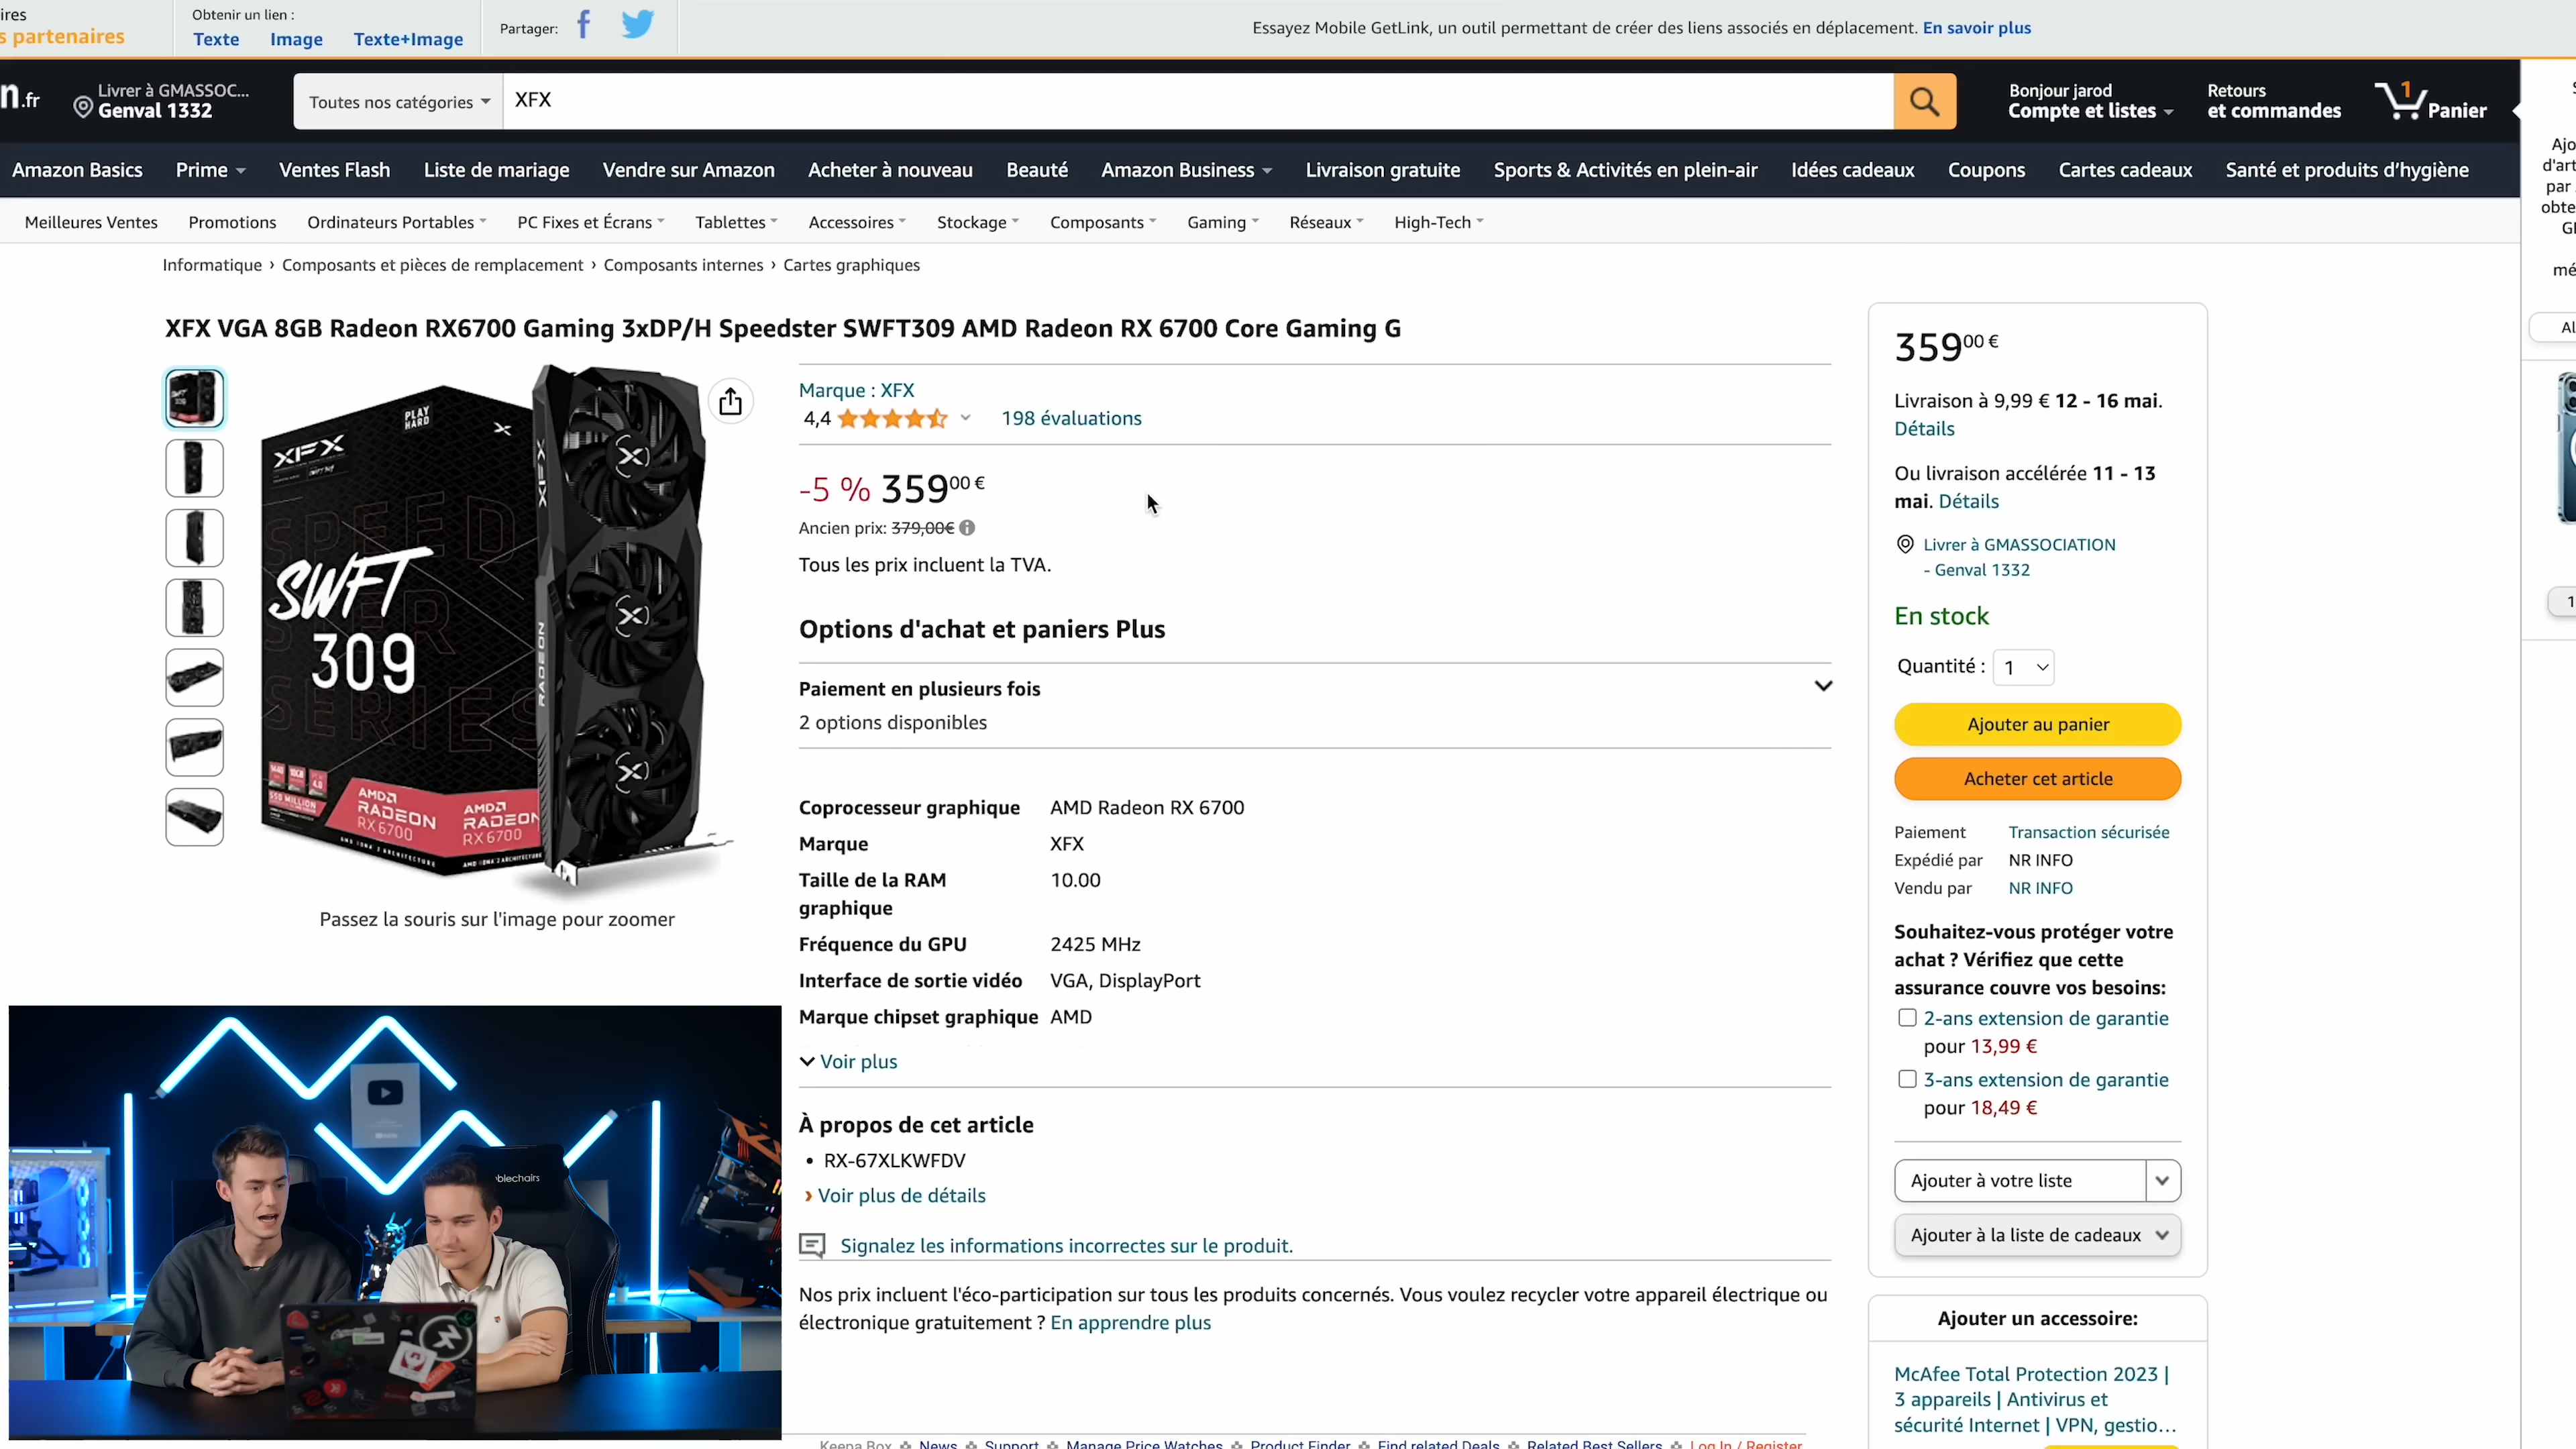 ires
s partenaires
Obtenir un lien :
Texte Image Texte+Image
Partager:
Essayez Mobile GetLink, un outil permettant de créer des liens associés en déplacement. En savoir plus
n.fr
Livrer à GMASSOC...
Genval 1332
Toutes nos catégories
XFX
Bonjour jarod
Compte et listes
Retours
et commandes
1
Panier
Amazon Basics Prime Ventes Flash Liste de mariage Vendre sur Amazon Acheter à nouveau Beauté Amazon Business Livraison gratuite Sports & Activités en plein-air Idées cadeaux Coupons Cartes cadeaux Santé et produits d’hygiène
Meilleures Ventes Promotions Ordinateurs Portables PC Fixes et Écrans Tablettes Accessoires Stockage Composants Gaming Réseaux High-Tech
Informatique › Composants et pièces de remplacement › Composants internes › Cartes graphiques
XFX VGA 8GB Radeon RX6700 Gaming 3xDP/H Speedster SWFT309 AMD Radeon RX 6700 Core Gaming G
PLAY
HARD
XFX
SPEED
SWFT
309
SERIES
AMD
RADEON
RX 6700
AMD
RADEON
RX 6700
XFX
RADEON
Passez la souris sur l'image pour zoomer
Marque : XFX
4,4 198 évaluations
-5 % 359,00 €
Ancien prix: 379,00€
Tous les prix incluent la TVA.
Options d'achat et paniers Plus
Paiement en plusieurs fois
2 options disponibles
Coprocesseur graphique AMD Radeon RX 6700
Marque XFX
Taille de la RAM graphique 10.00
Fréquence du GPU 2425 MHz
Interface de sortie vidéo VGA, DisplayPort
Marque chipset graphique AMD
Voir plus
À propos de cet article
• RX-67XLKWFDV
› Voir plus de détails
Signalez les informations incorrectes sur le produit.
Nos prix incluent l'éco-participation sur tous les produits concernés. Vous voulez recycler votre appareil électrique ou
électronique gratuitement ? En apprendre plus
359 00 €
Livraison à 9,99 € 12 - 16 mai.
Détails
Ou livraison accélérée 11 - 13
mai. Détails
Livrer à GMASSOCIATION
- Genval 1332
En stock
Quantité : 1
Ajouter au panier
Acheter cet article
Paiement Transaction sécurisée
Expédié par NR INFO
Vendu par NR INFO
Souhaitez-vous protéger votre
achat ? Vérifiez que cette
assurance couvre vos besoins:
2-ans extension de garantie
pour 13,99 €
3-ans extension de garantie
pour 18,49 €
Ajouter à votre liste
Ajouter à la liste de cadeaux
Ajouter un accessoire:
McAfee Total Protection 2023 |
3 appareils | Antivirus et
sécurité Internet | VPN, gestio...
Ajo
d'art
par
obte
mé
Al
1
blechairs
Keepa Box News Support Manage Price Watches Product Finder Find related Deals Related Best Sellers Log In / Register